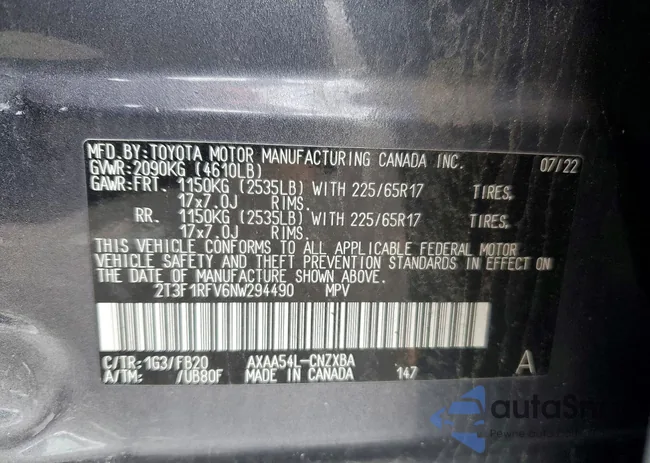 MFD.BY:TOYOTA MOTOR MANUFACTURING CANADA INC. 07/22
GVWR:2090KG (4610LB)
GAWR:FRT. 1150KG (2535LB) WITH 225/65R17 TIRES,
17x7.0J RIMS.
RR. 1150KG (2535LB) WITH 225/65R17 TIRES,
17x7.0J RIMS.
THIS VEHICLE CONFORMS TO ALL APPLICABLE FEDERAL MOTOR
VEHICLE SAFETY AND THEFT PREVENTION STANDARDS IN EFFECT ON
THE DATE OF MANUFACTURE SHOWN ABOVE.
2T3F1RFV6NW294490 MPV
C/TR:1G3/FB20 AXAA54L-CNZXBA A
A/TM: /UB80F MADE IN CANADA 147